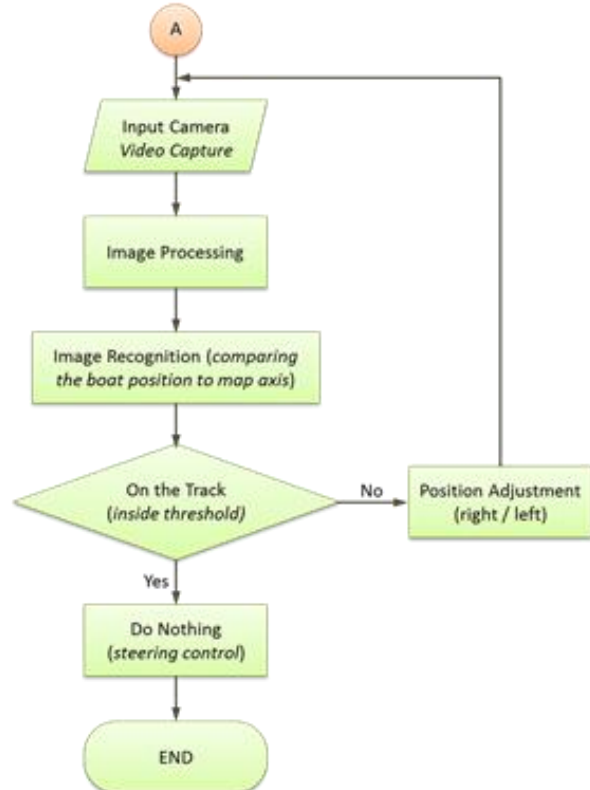 A
Input Camera
Video Capture
Image Processing
Image Recognition (comparing
the boat position to map axis)
On the Track
(inside threshold)
No
Position Adjustment
(right / left)
Yes
Do Nothing
(steering control)
END